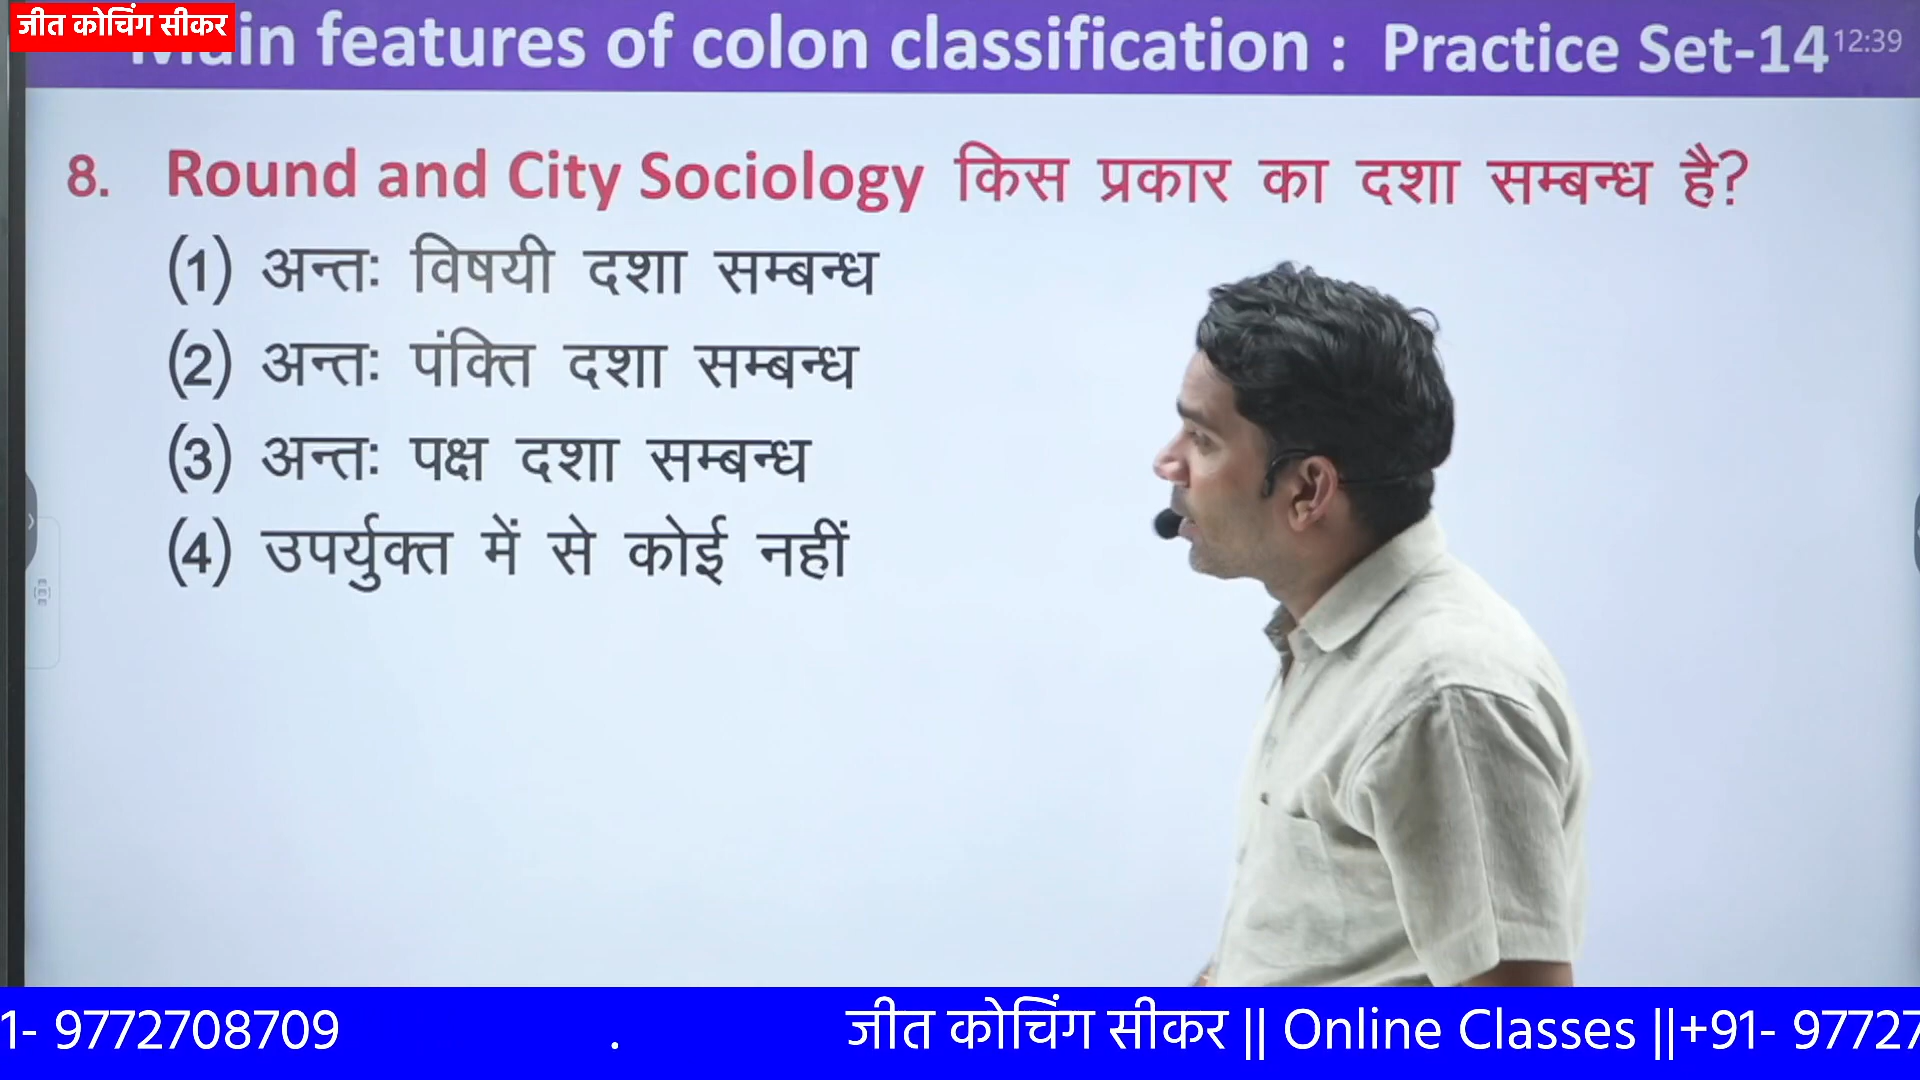 जीत कोचिंग सीकर
Main features of colon classification : Practice Set-14
12:39
8. Round and City Sociology किस प्रकार का दशा सम्बन्ध है?
(1) अन्तः विषयी दशा सम्बन्ध
(2) अन्तः पंक्ति दशा सम्बन्ध
(3) अन्तः पक्ष दशा सम्बन्ध
(4) उपर्युक्त में से कोई नहीं
1- 9772708709 . जीत कोचिंग सीकर || Online Classes ||+91- 97727